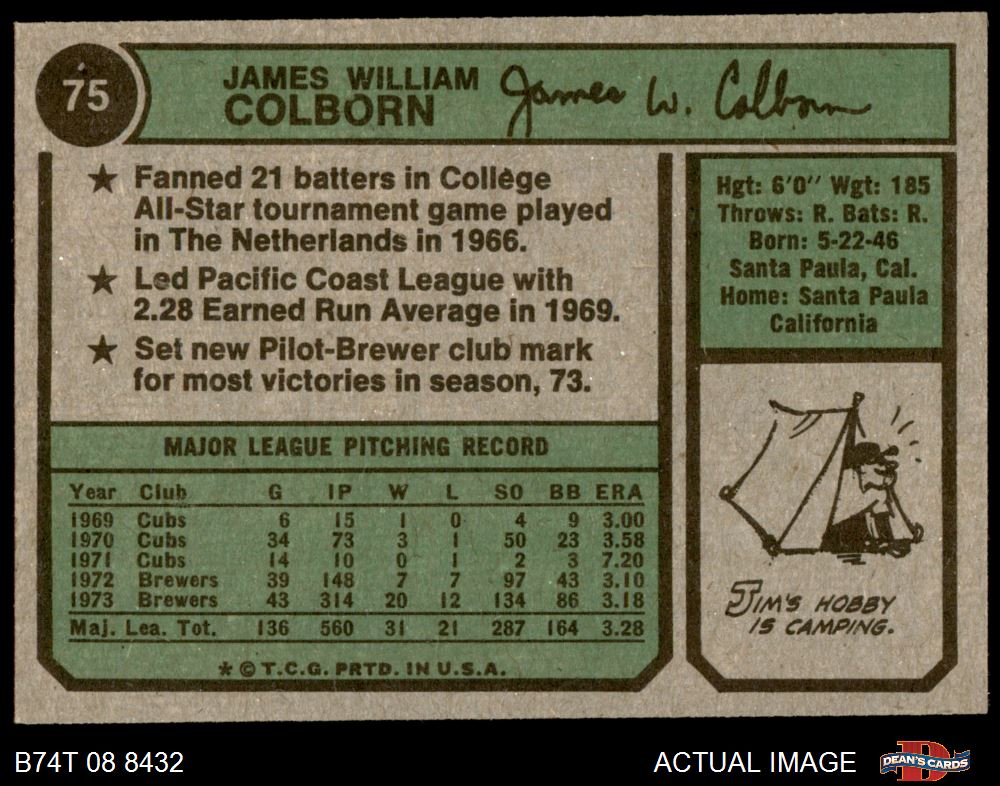 75
JAMES WILLIAM
COLBORN
James W. Colborn
★ Fanned 21 batters in College
All-Star tournament game played
in The Netherlands in 1966.
★ Led Pacific Coast League with
2.28 Earned Run Average in 1969.
★ Set new Pilot-Brewer club mark
for most victories in season, 73.
Hgt: 6'0'' Wgt: 185
Throws: R. Bats: R.
Born: 5-22-46
Santa Paula, Cal.
Home: Santa Paula
California
MAJOR LEAGUE PITCHING RECORD
Year Club G IP W L SO BB ERA
1969 Cubs 6 15 1 0 4 9 3.00
1970 Cubs 34 73 3 1 50 23 3.58
1971 Cubs 14 10 0 1 2 3 7.20
1972 Brewers 39 148 7 7 97 43 3.10
1973 Brewers 43 314 20 12 134 86 3.18
Maj. Lea. Tot. 136 560 31 21 287 164 3.28
* © T.C.G. PRTD. IN U.S.A.
JIM'S HOBBY
IS CAMPING.
B74T 08 8432
ACTUAL IMAGE
D
DEAN'S CARDS